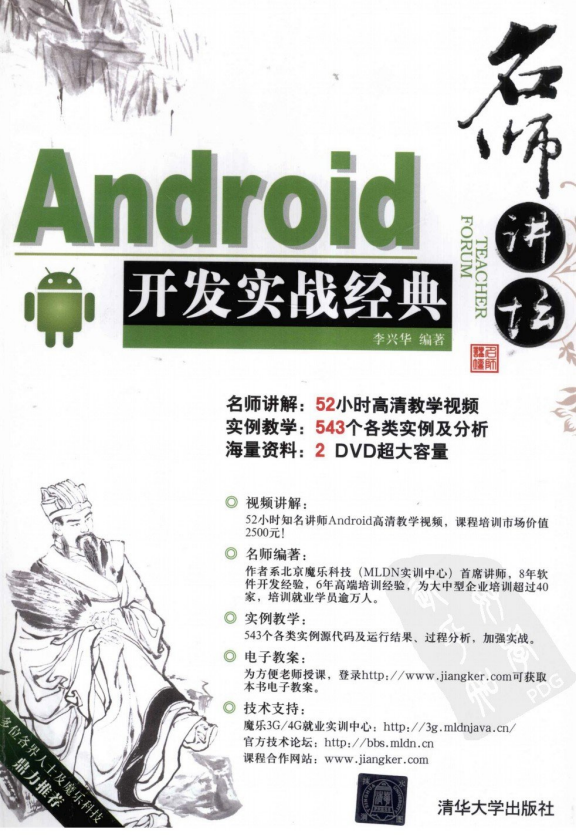 名师
讲坛
TEACHER
FORUM
Android
开发实战经典
李兴华 编著
名师讲解：52小时高清教学视频
实例教学：543个各类实例及分析
海量资料：2 DVD超大容量
◎ 视频讲解：
52小时知名讲师Android高清教学视频，课程培训市场价值
2500元！
◎ 名师编著：
作者系北京魔乐科技（MLDN实训中心）首席讲师，8年软
件开发经验，6年高端培训经验，为大中型企业培训超过40
家，培训就业学员逾万人。
◎ 实例教学：
543个各类实例源代码及运行结果、过程分析，加强实战。
◎ 电子教案：
为方便老师授课，登录http://www.jiangker.com可获取
本书电子教案。
◎ 技术支持：
魔乐3G/4G就业实训中心：http://3g.mldnjava.cn/
官方技术论坛：http://bbs.mldn.cn
课程合作网站：www.jiangker.com
多位各界人士及魔乐科技
鼎力推荐
PDG
清华大学出版社